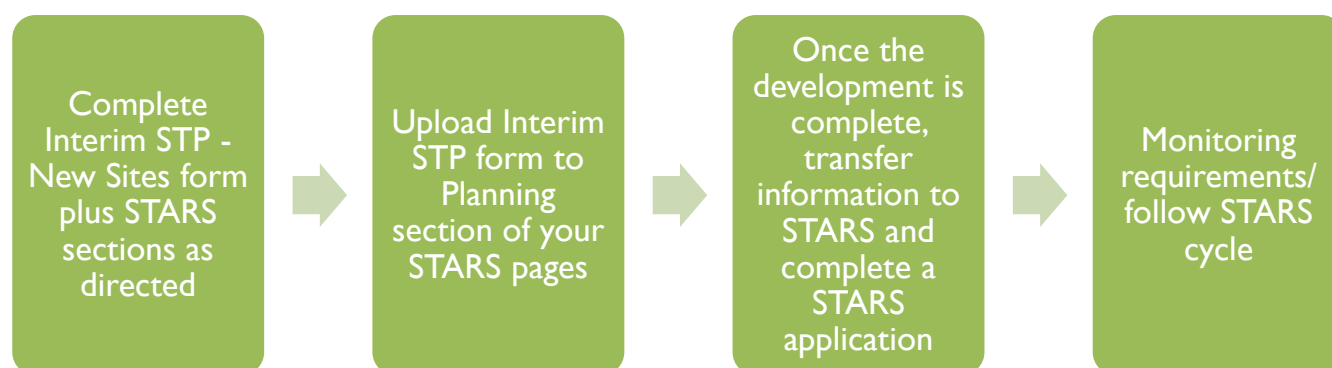 Complete
Interim STP -
New Sites form
plus STARS
sections as
directed
Upload Interim
STP form to
Planning
section of your
STARS pages
Once the
development is
complete,
transfer
information to
STARS and
complete a
STARS
application
Monitoring
requirements/
follow STARS
cycle